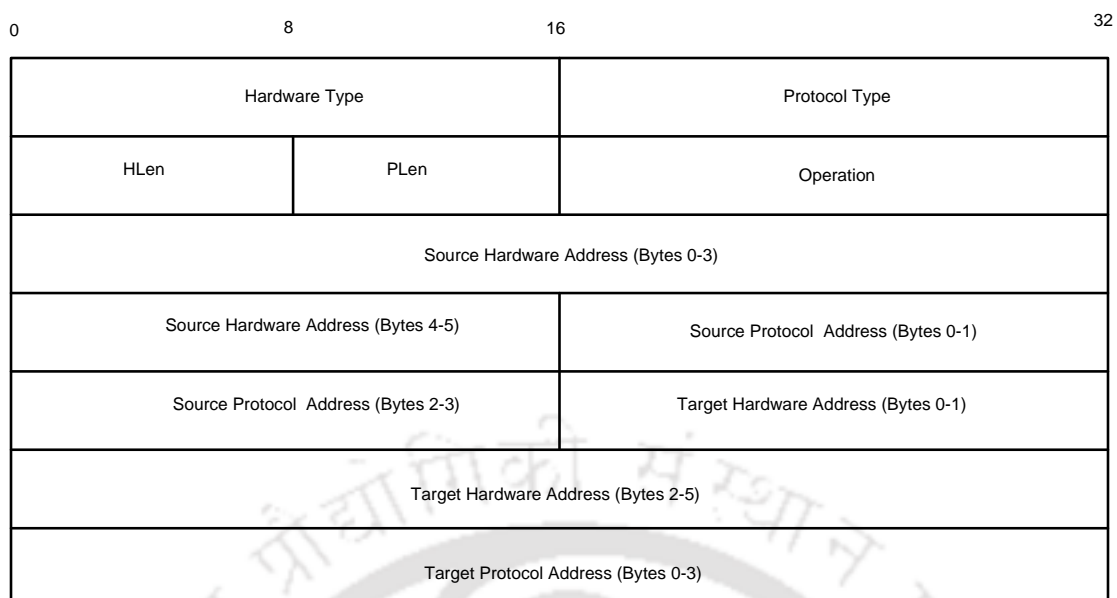 0 8 16 32
Hardware Type Protocol Type
HLen PLen Operation
Source Hardware Address (Bytes 0-3)
Source Hardware Address (Bytes 4-5) Source Protocol Address (Bytes 0-1)
Source Protocol Address (Bytes 2-3) Target Hardware Address (Bytes 0-1)
Target Hardware Address (Bytes 2-5)
Target Protocol Address (Bytes 0-3)